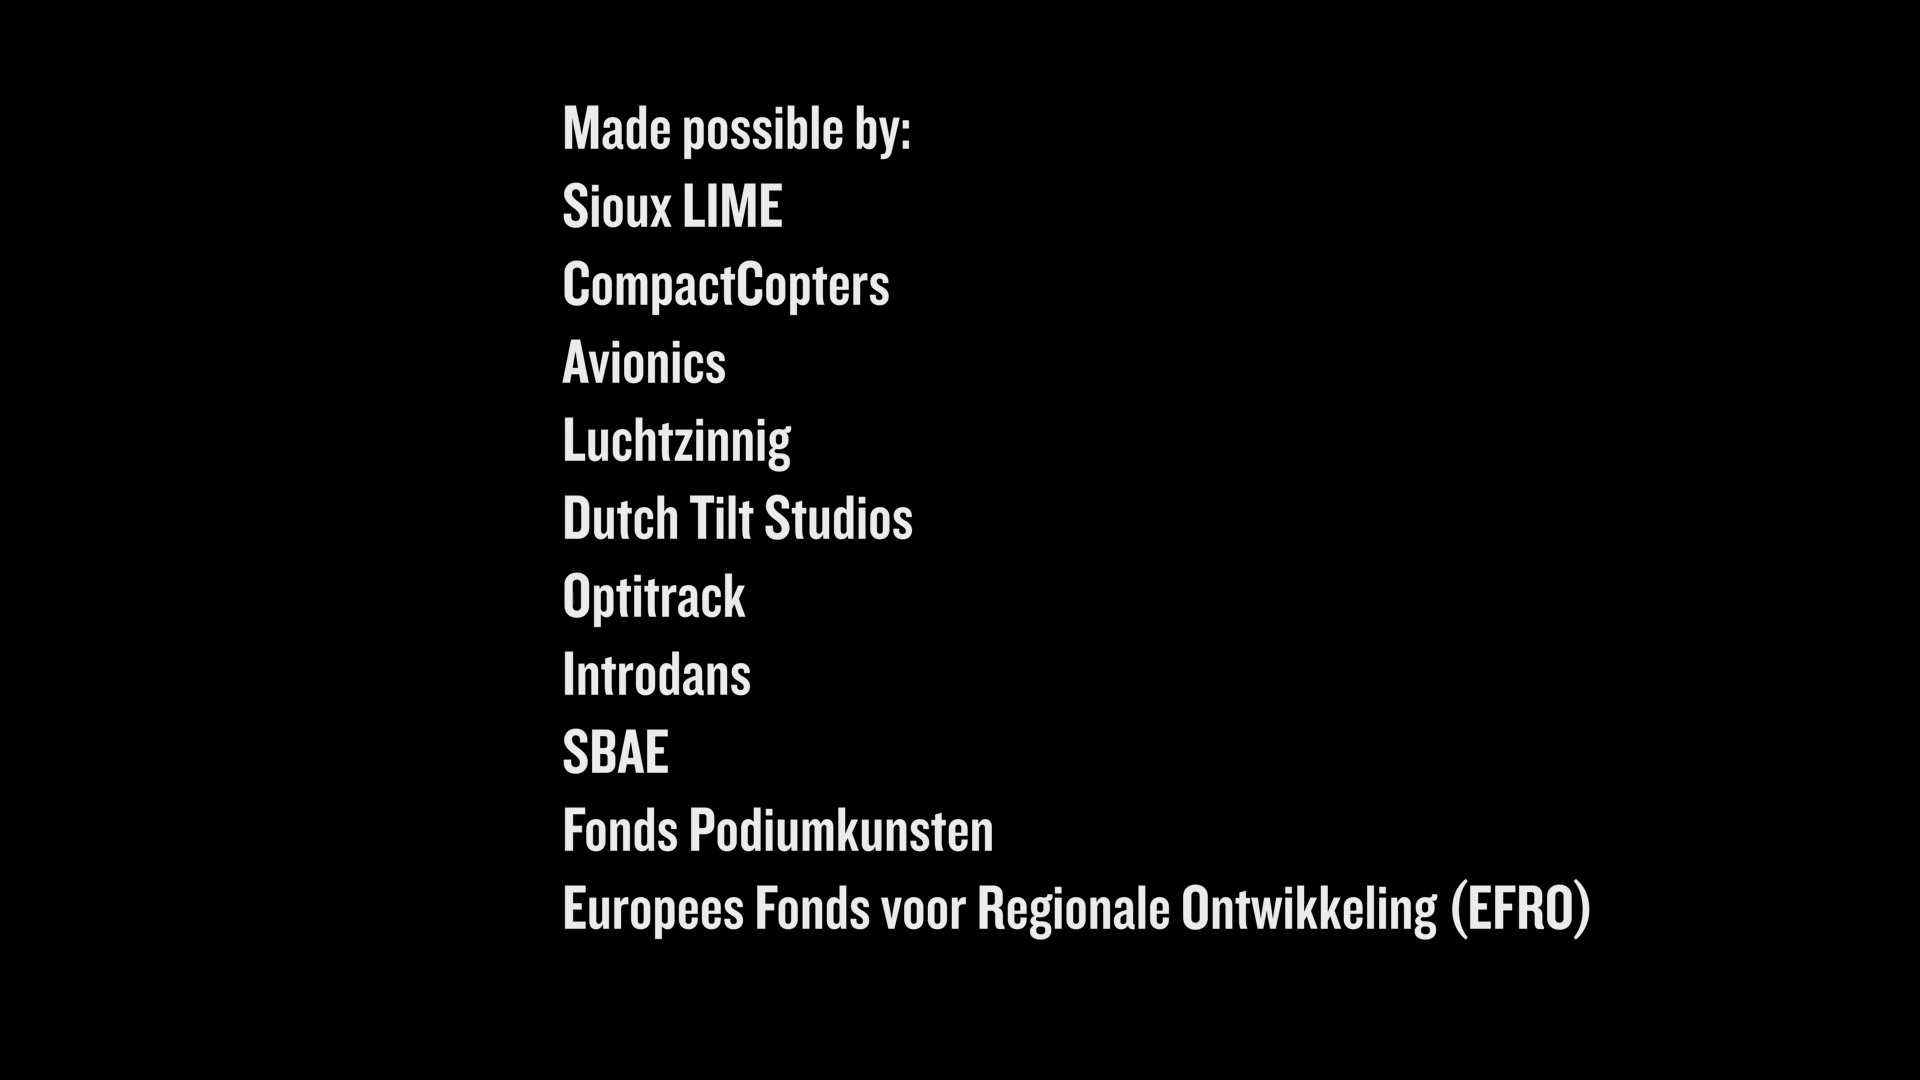 Made possible by:
Sioux LIME
CompactCopters
Avionics
Luchtzinnig
Dutch Tilt Studios
Optitrack
Introdans
SBAE
Fonds Podiumkunsten
Europees Fonds voor Regionale Ontwikkeling (EFRO)